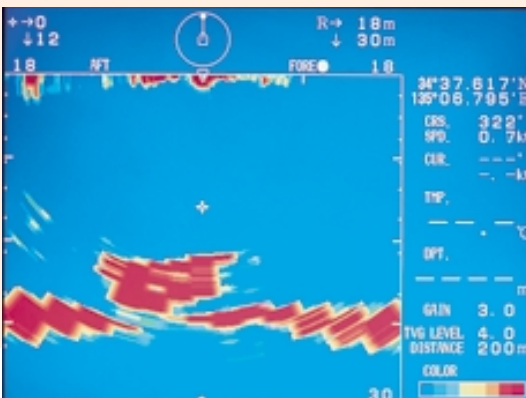 +→0 R→ 18m
↓12 ↓ 30m
18 AFT FORE 18
34°37.617'N
135°06.795'E
CRS. 322°
SPD. 0.7k
CUR. ---°
-.-k
TMP.
--.-°C
DPT.
---- m
GAIN 3.0
TVG LEVEL 4.0
DISTANCE 200m
COLOR
30